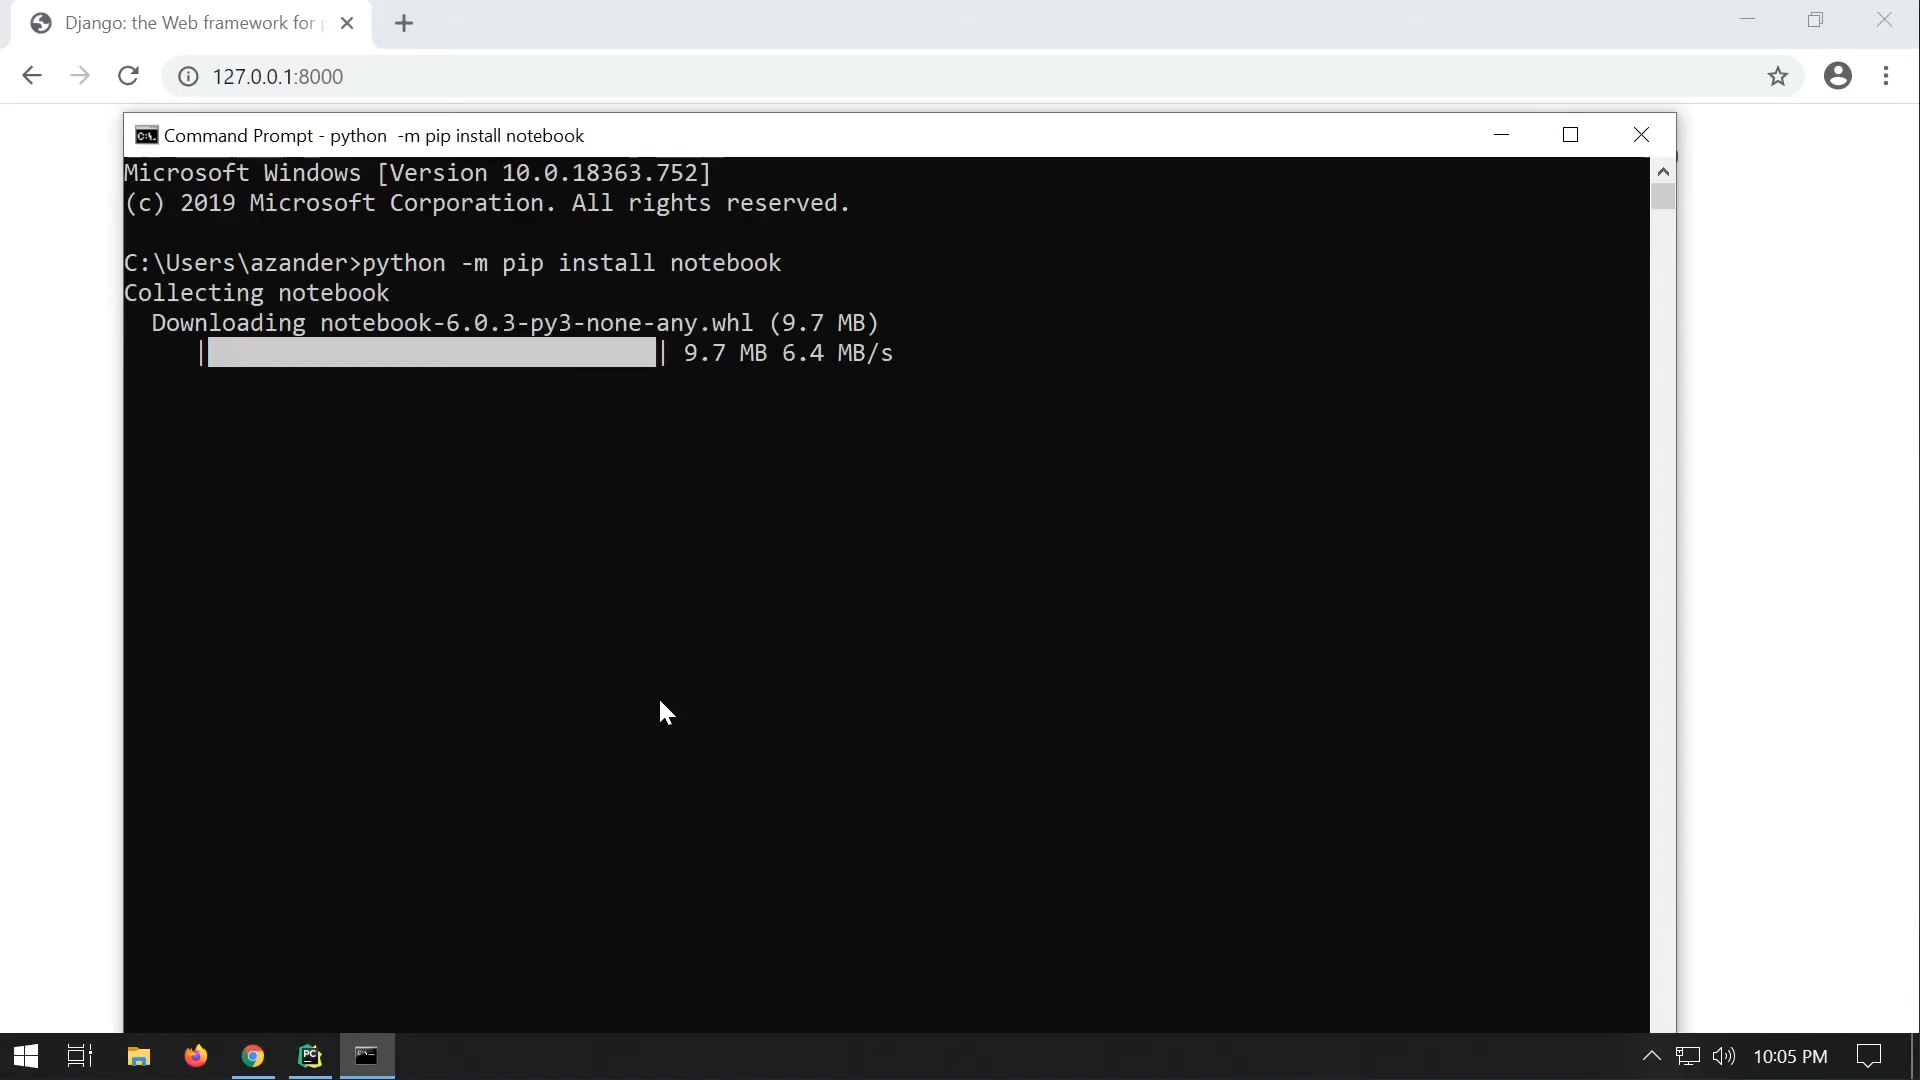 Django: the Web framework for
127.0.0.1:8000
Command Prompt - python  -m pip install notebook
Microsoft Windows [Version 10.0.18363.752]
(c) 2019 Microsoft Corporation. All rights reserved.
C:\Users\azander>python -m pip install notebook
Collecting notebook
Downloading notebook-6.0.3-py3-none-any.whl (9.7 MB)
| | 9.7 MB 6.4 MB/s
PC
10:05 PM